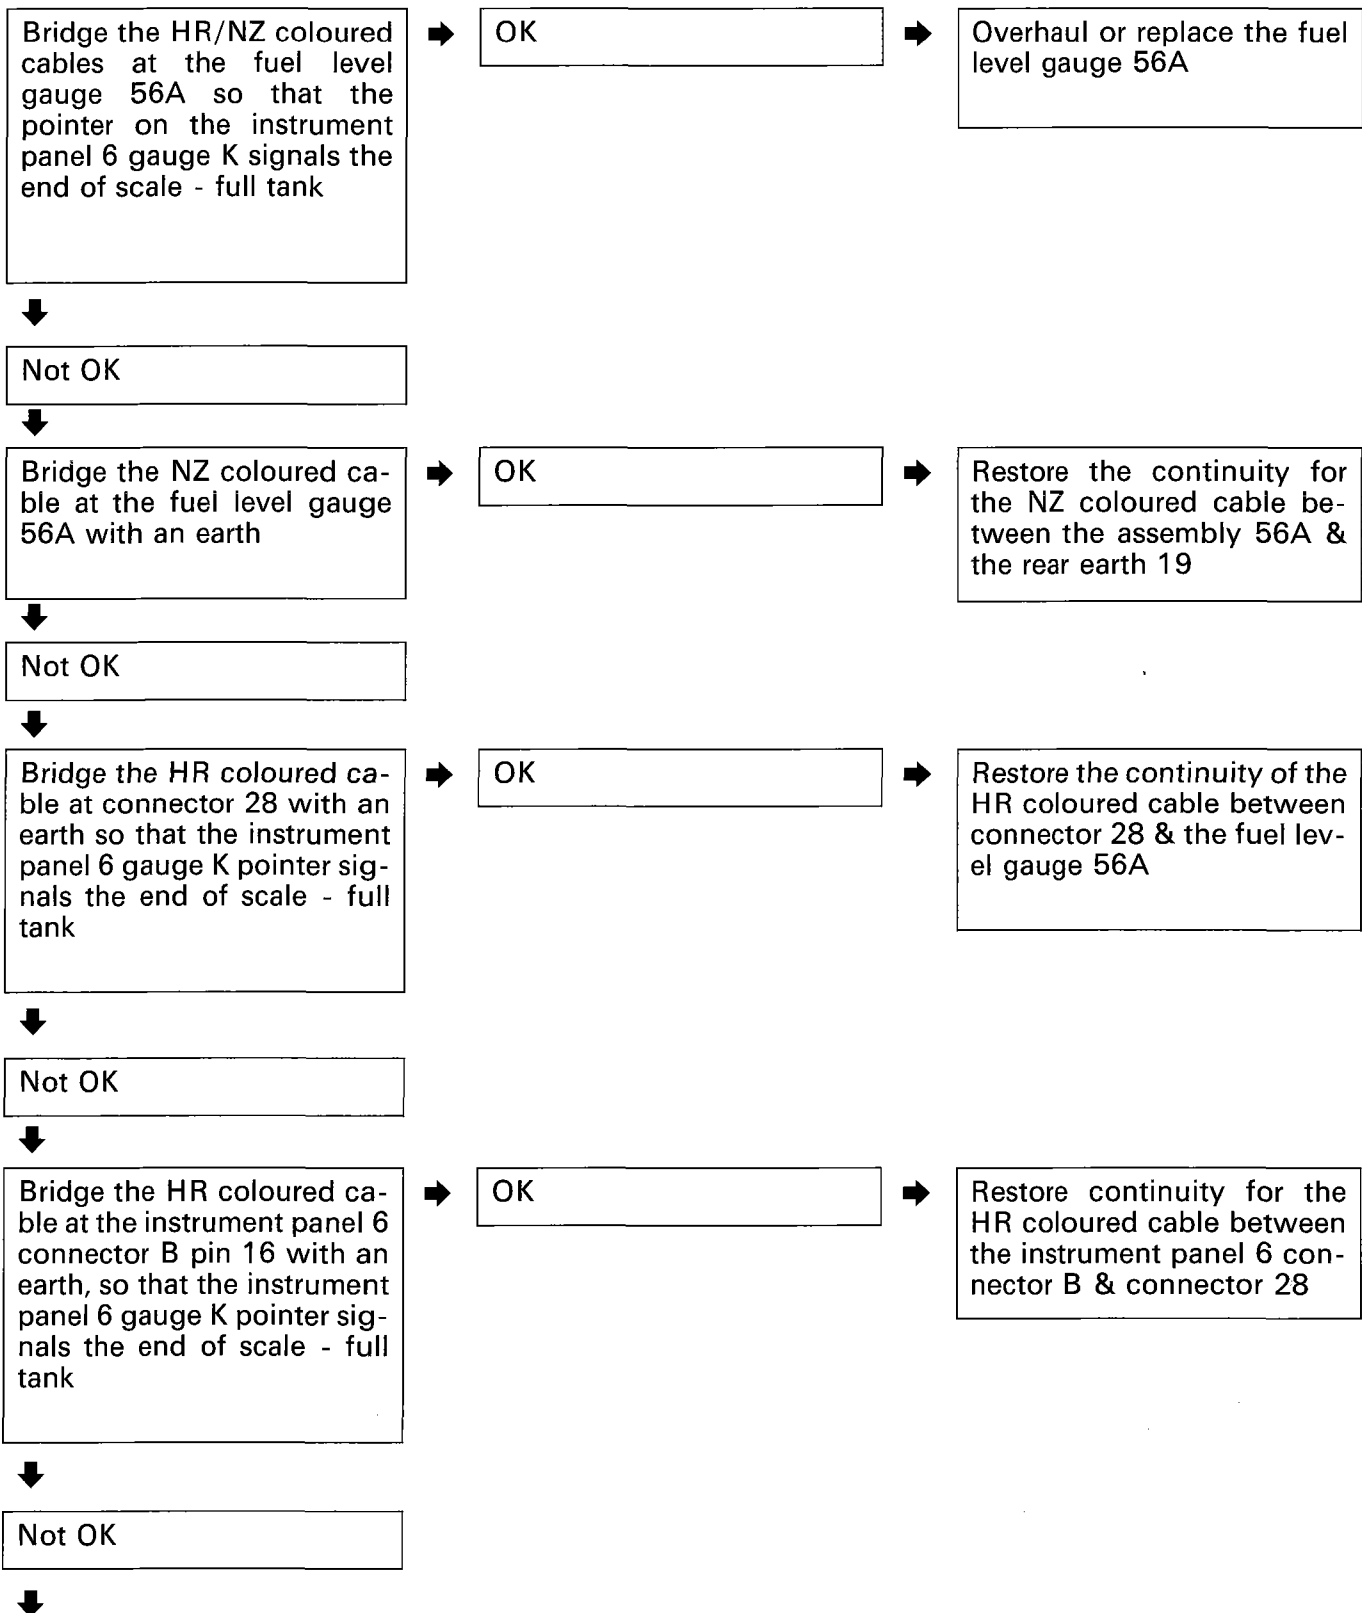 Bridge the HR/NZ coloured
cables at the fuel level
gauge 56A so that the
pointer on the instrument
panel 6 gauge K signals the
end of scale - full tank
OK
Overhaul or replace the fuel
level gauge 56A
Not OK
Bridge the NZ coloured ca-
ble at the fuel level gauge
56A with an earth
OK
Restore the continuity for
the NZ coloured cable be-
tween the assembly 56A &
the rear earth 19
Not OK
Bridge the HR coloured ca-
ble at connector 28 with an
earth so that the instrument
panel 6 gauge K pointer sig-
nals the end of scale - full
tank
OK
Restore the continuity of the
HR coloured cable between
connector 28 & the fuel lev-
el gauge 56A
Not OK
Bridge the HR coloured ca-
ble at the instrument panel 6
connector B pin 16 with an
earth, so that the instrument
panel 6 gauge K pointer sig-
nals the end of scale - full
tank
OK
Restore continuity for the
HR coloured cable between
the instrument panel 6 con-
nector B & connector 28
Not OK